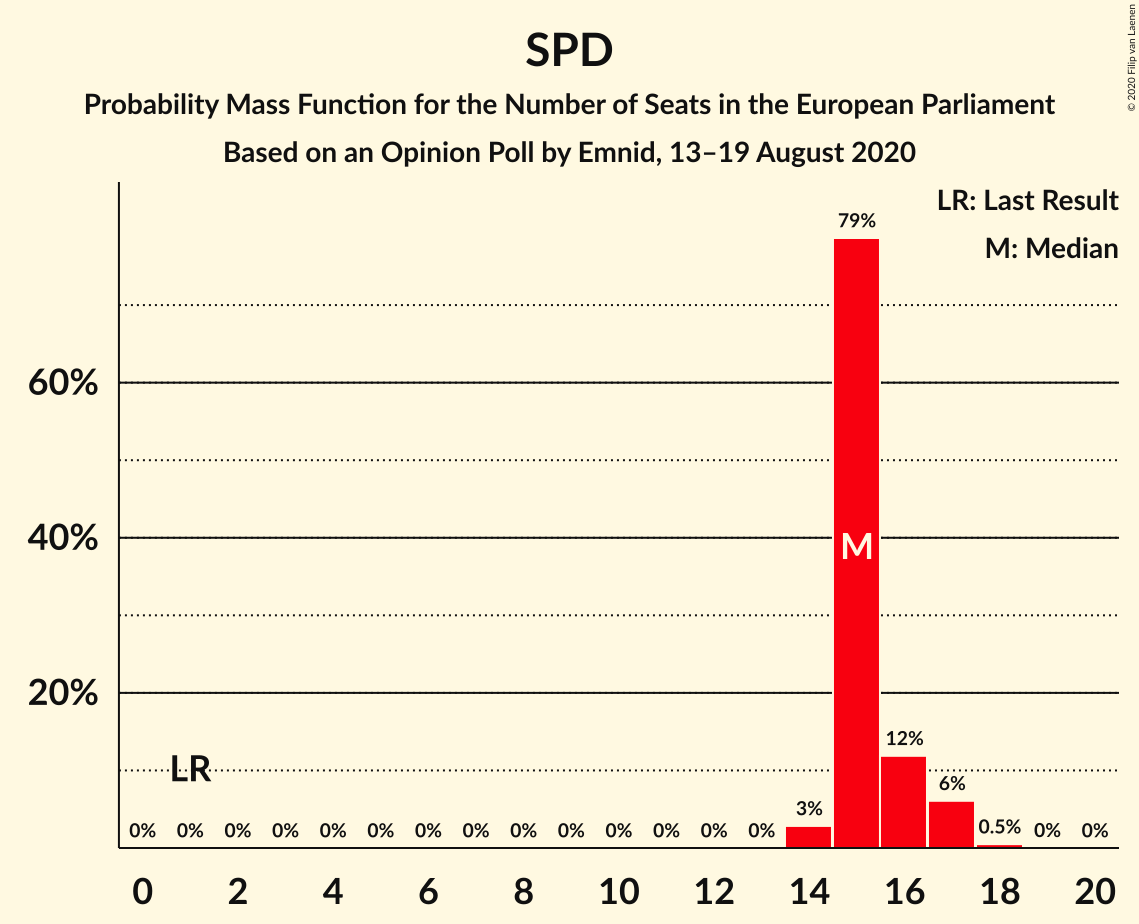 SPD
Probability Mass Function for the Number of Seats in the European Parliament
Based on an Opinion Poll by Emnid, 13–19 August 2020
© 2020 Filip van Laenen
LR: Last Result
M: Median
79%
60%
40%
M
20%
12%
LR
6%
3%
0% 0% 0% 0% 0% 0% 0% 0% 0% 0% 0% 0% 0% 0% 0.5% 0% 0%
0 2 4 6 8 10 12 14 16 18 20